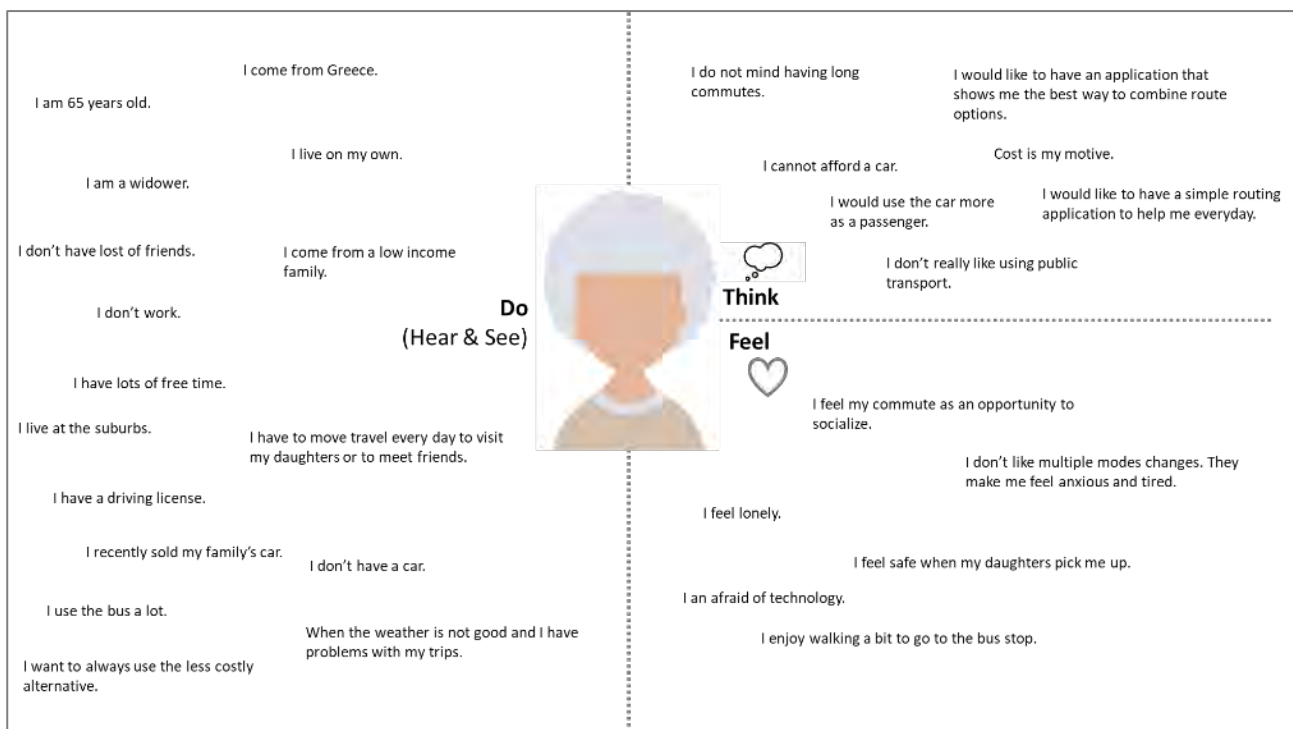 I come from Greece.
I am 65 years old.
I live on my own.
I am a widower.
I don't have lost of friends.
I come from a low income
family.
I don't work.
Do
(Hear & See)
I have lots of free time.
I live at the suburbs.
I have to move travel every day to visit
my daughters or to meet friends.
I have a driving license.
I recently sold my family's car.
I don't have a car.
I use the bus a lot.
When the weather is not good and I have
problems with my trips.
I want to always use the less costly
alternative.
I do not mind having long
commutes.
I would like to have an application that
shows me the best way to combine route
options.
Cost is my motive.
I cannot afford a car.
I would use the car more
as a passenger.
I would like to have a simple routing
application to help me everyday.
I don't really like using public
transport.
Think
Feel
I feel my commute as an opportunity to
socialize.
I don't like multiple modes changes. They
make me feel anxious and tired.
I feel lonely.
I feel safe when my daughters pick me up.
I an afraid of technology.
I enjoy walking a bit to go to the bus stop.